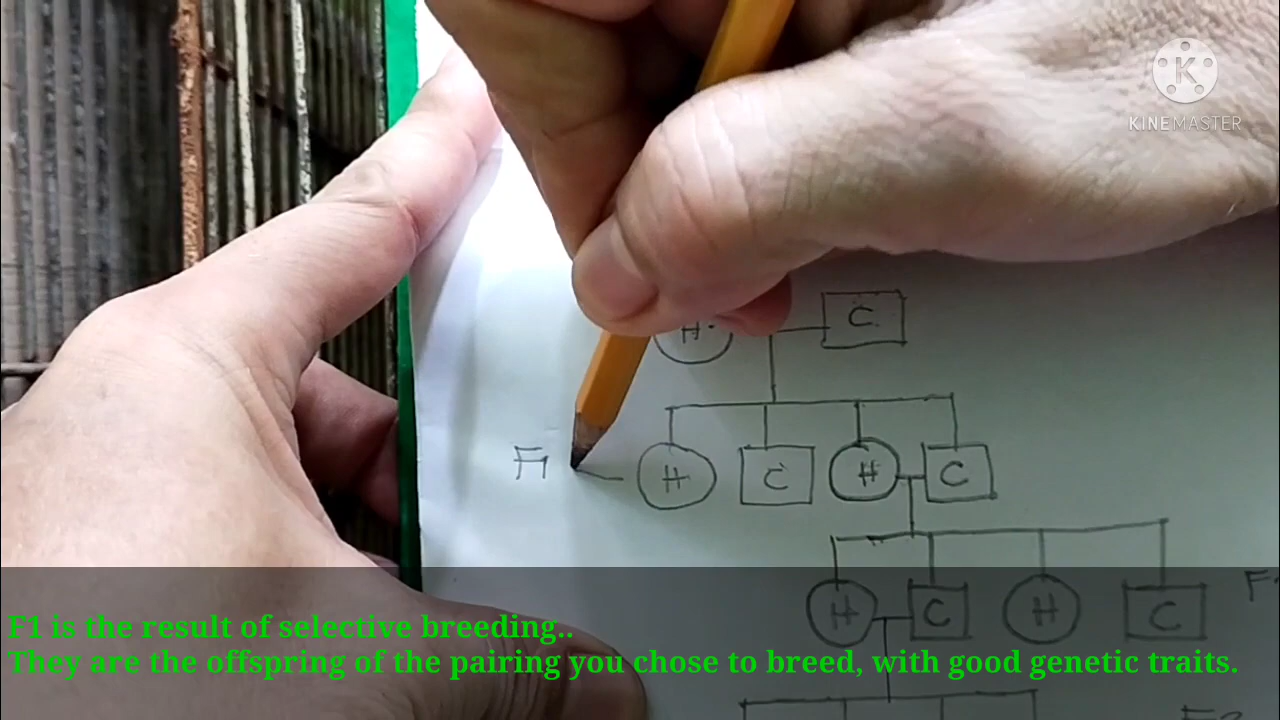 KINEMASTER
H C
F1 H C H C
H C H C
F1 is the result of selective breeding..
They are the offspring of the pairing you chose to breed, with good genetic traits.